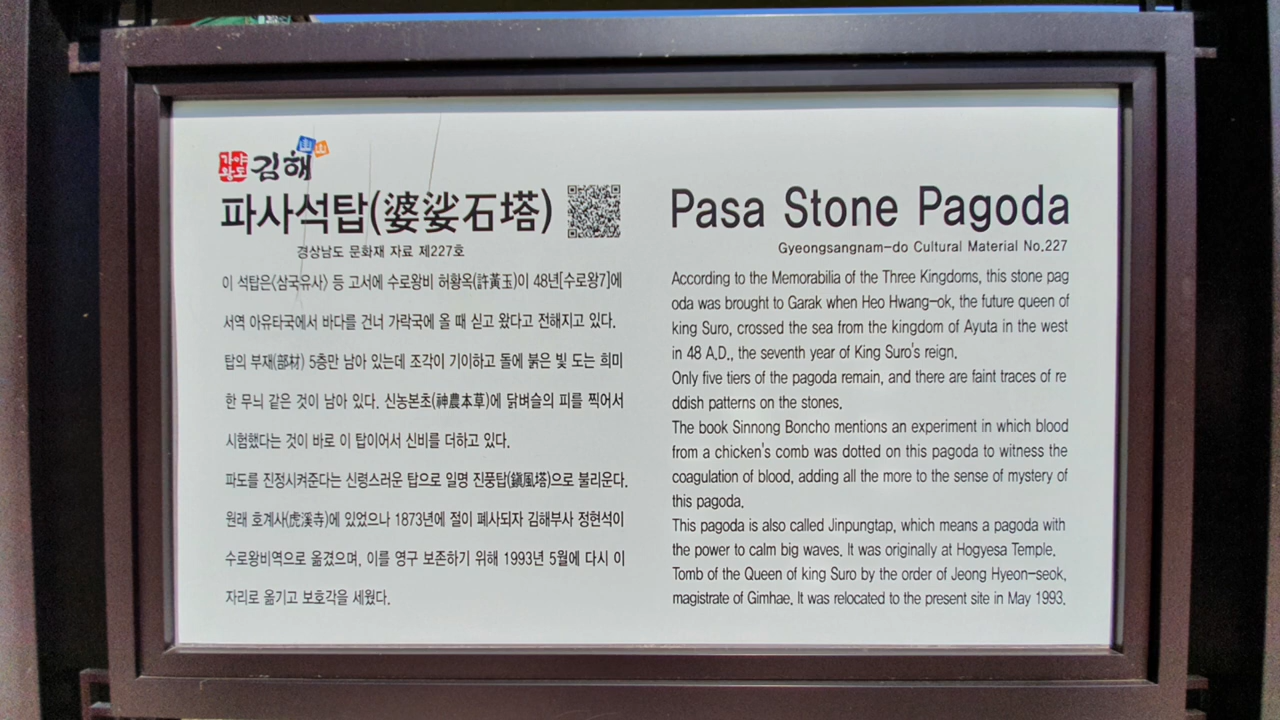 가야
왕도
김해
파사석탑(婆娑石塔)
경상남도 문화재 자료 제227호
이 석탑은〈삼국유사〉 등 고서에 수로왕비 허황옥(許黃玉)이 48년[수로왕7]에
서역 아유타국에서 바다를 건너 가락국에 올 때 싣고 왔다고 전해지고 있다.
탑의 부재(部材) 5층만 남아 있는데 조각이 기이하고 돌에 붉은 빛 도는 희미
한 무늬 같은 것이 남아 있다. 신농본초(神農本草)에 닭벼슬의 피를 찍어서
시험했다는 것이 바로 이 탑이어서 신비를 더하고 있다.
파도를 진정시켜준다는 신령스러운 탑으로 일명 진풍탑(鎭風塔)으로 불리운다.
원래 호계사(虎溪寺)에 있었으나 1873년에 절이 폐사되자 김해부사 정현석이
수로왕비역으로 옮겼으며, 이를 영구 보존하기 위해 1993년 5월에 다시 이
자리로 옮기고 보호각을 세웠다.
Pasa Stone Pagoda
Gyeongsangnam-do Cultural Material No.227
According to the Memorabilia of the Three Kingdoms, this stone pag
oda was brought to Garak when Heo Hwang-ok, the future queen of
king Suro, crossed the sea from the kingdom of Ayuta in the west
in 48 A.D., the seventh year of King Suro's reign.
Only five tiers of the pagoda remain, and there are faint traces of re
ddish patterns on the stones.
The book Sinnong Boncho mentions an experiment in which blood
from a chicken's comb was dotted on this pagoda to witness the
coagulation of blood, adding all the more to the sense of mystery of
this pagoda.
This pagoda is also called Jinpungtap, which means a pagoda with
the power to calm big waves. It was originally at Hogyesa Temple.
Tomb of the Queen of king Suro by the order of Jeong Hyeon-seok,
magistrate of Gimhae. It was relocated to the present site in May 1993.